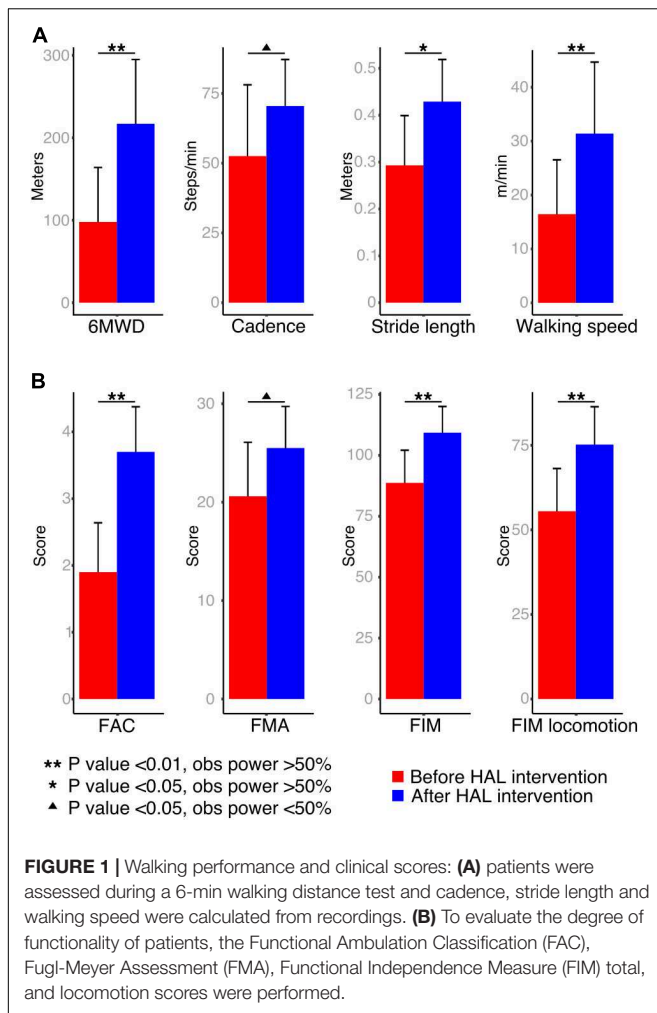 A
** ▲ * **
300
200
100
0
Meters
6MWD
75
50
25
0
Steps/min
Cadence
0.5
0.4
0.3
0.2
0.1
0
Meters
Stride length
40
30
20
10
0
m/min
Walking speed
B
** ▲ ** **
4
3
2
1
0
Score
FAC
30
20
10
0
Score
FMA
125
100
75
50
25
0
Score
FIM
75
50
25
0
Score
FIM locomotion
** P value <0.01, obs power >50%
* P value <0.05, obs power >50%
▲ P value <0.05, obs power <50%
Before HAL intervention
After HAL intervention
FIGURE 1 | Walking performance and clinical scores: (A) patients were
assessed during a 6-min walking distance test and cadence, stride length and
walking speed were calculated from recordings. (B) To evaluate the degree of
functionality of patients, the Functional Ambulation Classification (FAC),
Fugl-Meyer Assessment (FMA), Functional Independence Measure (FIM) total,
and locomotion scores were performed.